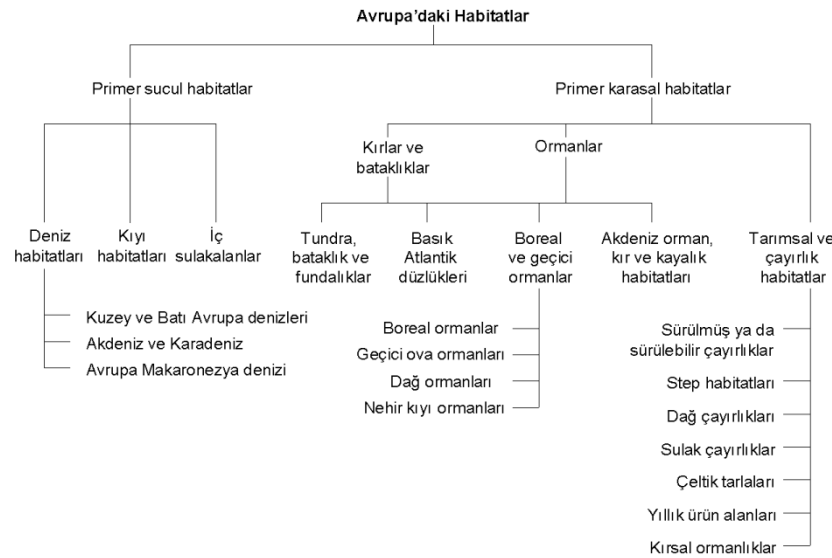 Avrupa’daki Habitatlar
Primer sucul habitatlar
Primer karasal habitatlar
Kırlar ve
bataklıklar
Ormanlar
Deniz
habitatları
Kıyı
habitatları
İç
sulakalanlar
Tundra,
bataklık ve
fundalıklar
Basık
Atlantik
düzlükleri
Boreal
ve geçici
ormanlar
Akdeniz orman,
kır ve kayalık
habitatları
Tarımsal ve
çayırlık
habitatlar
Kuzey ve Batı Avrupa denizleri
Akdeniz ve Karadeniz
Avrupa Makaronezya denizi
Boreal ormanlar
Geçici ova ormanları
Dağ ormanları
Nehir kıyı ormanları
Sürülmüş ya da
sürülebilir çayırlıklar
Step habitatları
Dağ çayırlıkları
Sulak çayırlıklar
Çeltik tarlaları
Yıllık ürün alanları
Kırsal ormanlıklar